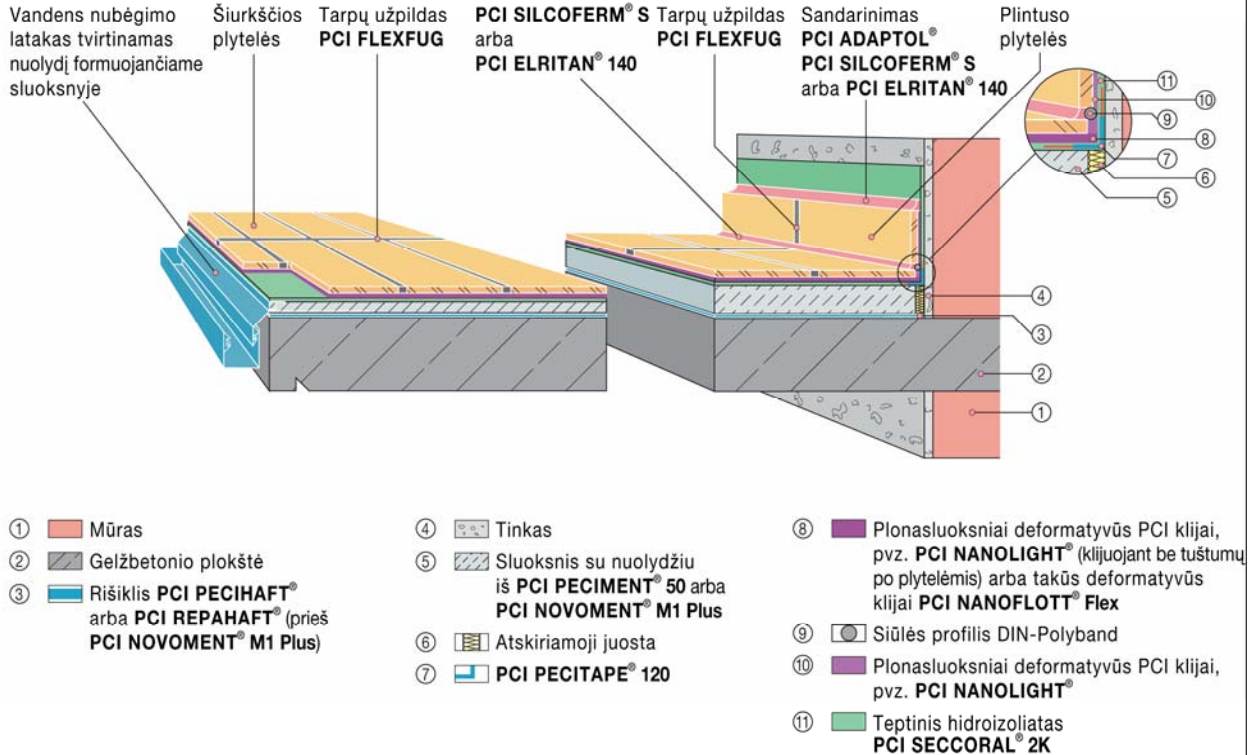 Vandens nubėgimo
latakas tvirtinamas
nuolydį formuojančiame
sluoksnyje
Šiurkščios
plytelės
Tarpų užpildas
PCI FLEXFUG
PCI SILCOFERM® S
arba
PCI ELRITAN® 140
Tarpų užpildas
PCI FLEXFUG
Sandarinimas
PCI ADAPTOL®
PCI SILCOFERM® S
arba PCI ELRITAN® 140
Plintuso
plytelės
⑪
⑩
⑨
⑧
⑦
⑥
⑤
④
③
②
①
① Mūras
② Gelžbetonio plokštė
③ Rišiklis PCI PECIHAFT®
arba PCI REPAHAFT® (prieš
PCI NOVOMENT® M1 Plus)
④ Tinkas
⑤ Sluoksnis su nuolydžiu
iš PCI PECIMENT® 50 arba
PCI NOVOMENT® M1 Plus
⑥ Atskiriamoji juosta
⑦ PCI PECITAPE® 120
⑧ Plonasluoksniai deformatyvūs PCI klijai,
pvz. PCI NANOLIGHT® (klijuojant be tuštumų
po plytelėmis) arba takūs deformatyvūs
klijai PCI NANOFLOTT® Flex
⑨ Siūlės profilis DIN-Polyband
⑩ Plonasluoksniai deformatyvūs PCI klijai,
pvz. PCI NANOLIGHT®
⑪ Teptinis hidroizoliatas
PCI SECCORAL® 2K